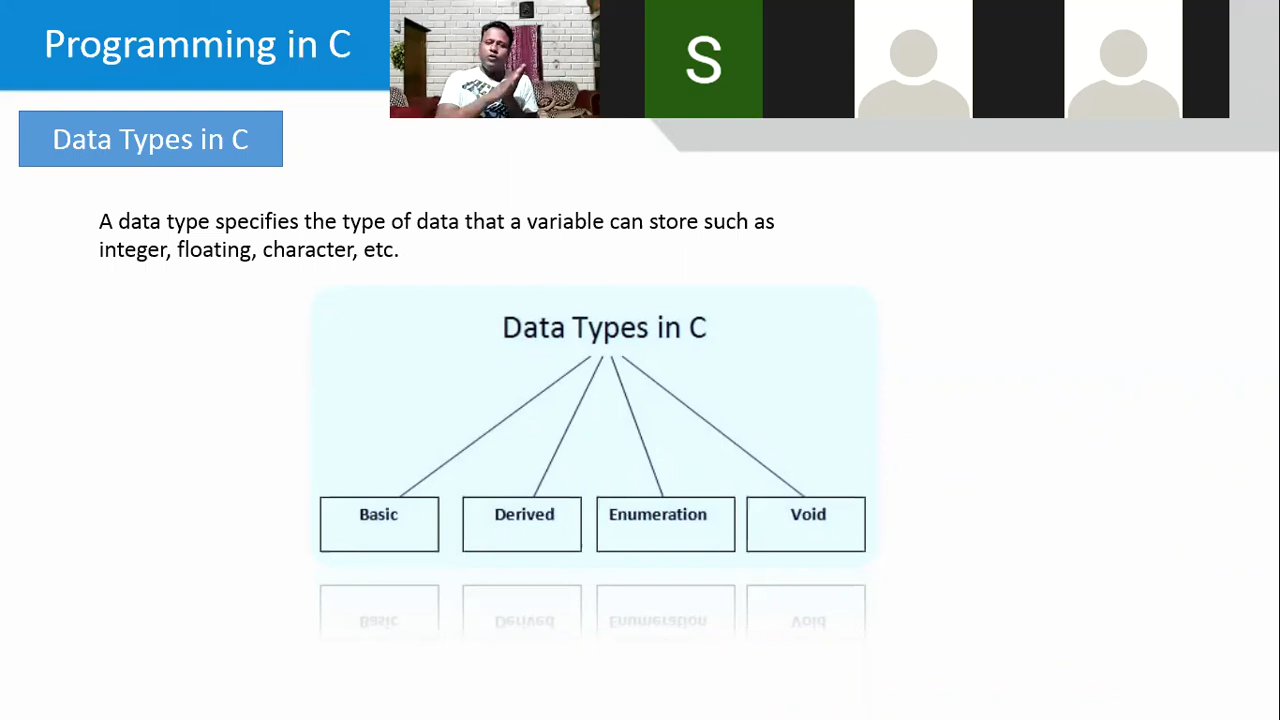 Programming in C
S
Data Types in C
A data type specifies the type of data that a variable can store such as
integer, floating, character, etc.
Data Types in C
Basic
Derived
Enumeration
Void